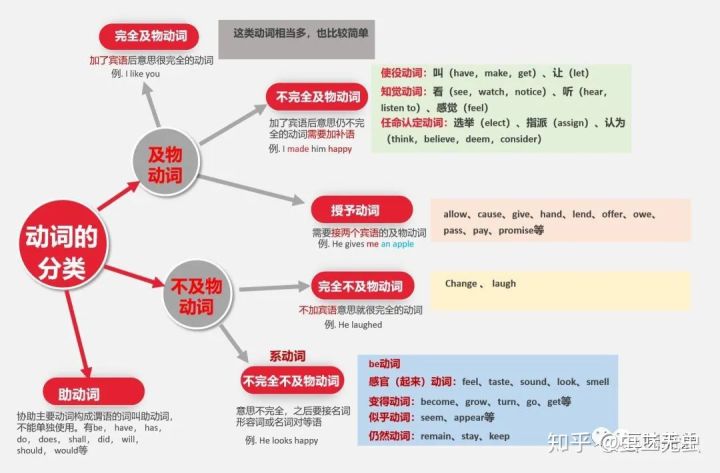 完全及物动词
加了宾语后意思很完全的动词
例. I like you
这类动词相当多，也比较简单
不完全及物动词
加了宾语后意思仍不完
全的动词需要加补语
例. I made him happy
使役动词：叫（have，make，get）、让（let）
知觉动词：看（see，watch，notice）、听（hear，
listen to）、感觉（feel）
任命认定动词：选举（elect）、指派（assign）、认为
（think，believe，deem，consider）
及物
动词
授予动词
需要接两个宾语的及物动词
例. He gives me an apple
allow、cause、give、hand、lend、offer、owe、
pass、pay、promise等
动词的
分类
不及物
动词
完全不及物动词
不加宾语意思就很完全的动词
例. He laughed
Change 、 laugh
系动词
不完全不及物动词
意思不完全，之后要接名词
形容词或名词对等语
例. He looks happy
be动词
感官（起来）动词：feel、taste、sound、look、smell
变得动词：become、grow、turn、go、get等
似乎动词：seem、appear等
仍然动词：remain、stay、keep
助动词
协助主要动词构成谓语的词叫助动词，
不能单独使用。有be， have， has，
do， does， shall， did， will，
should， would等
知乎